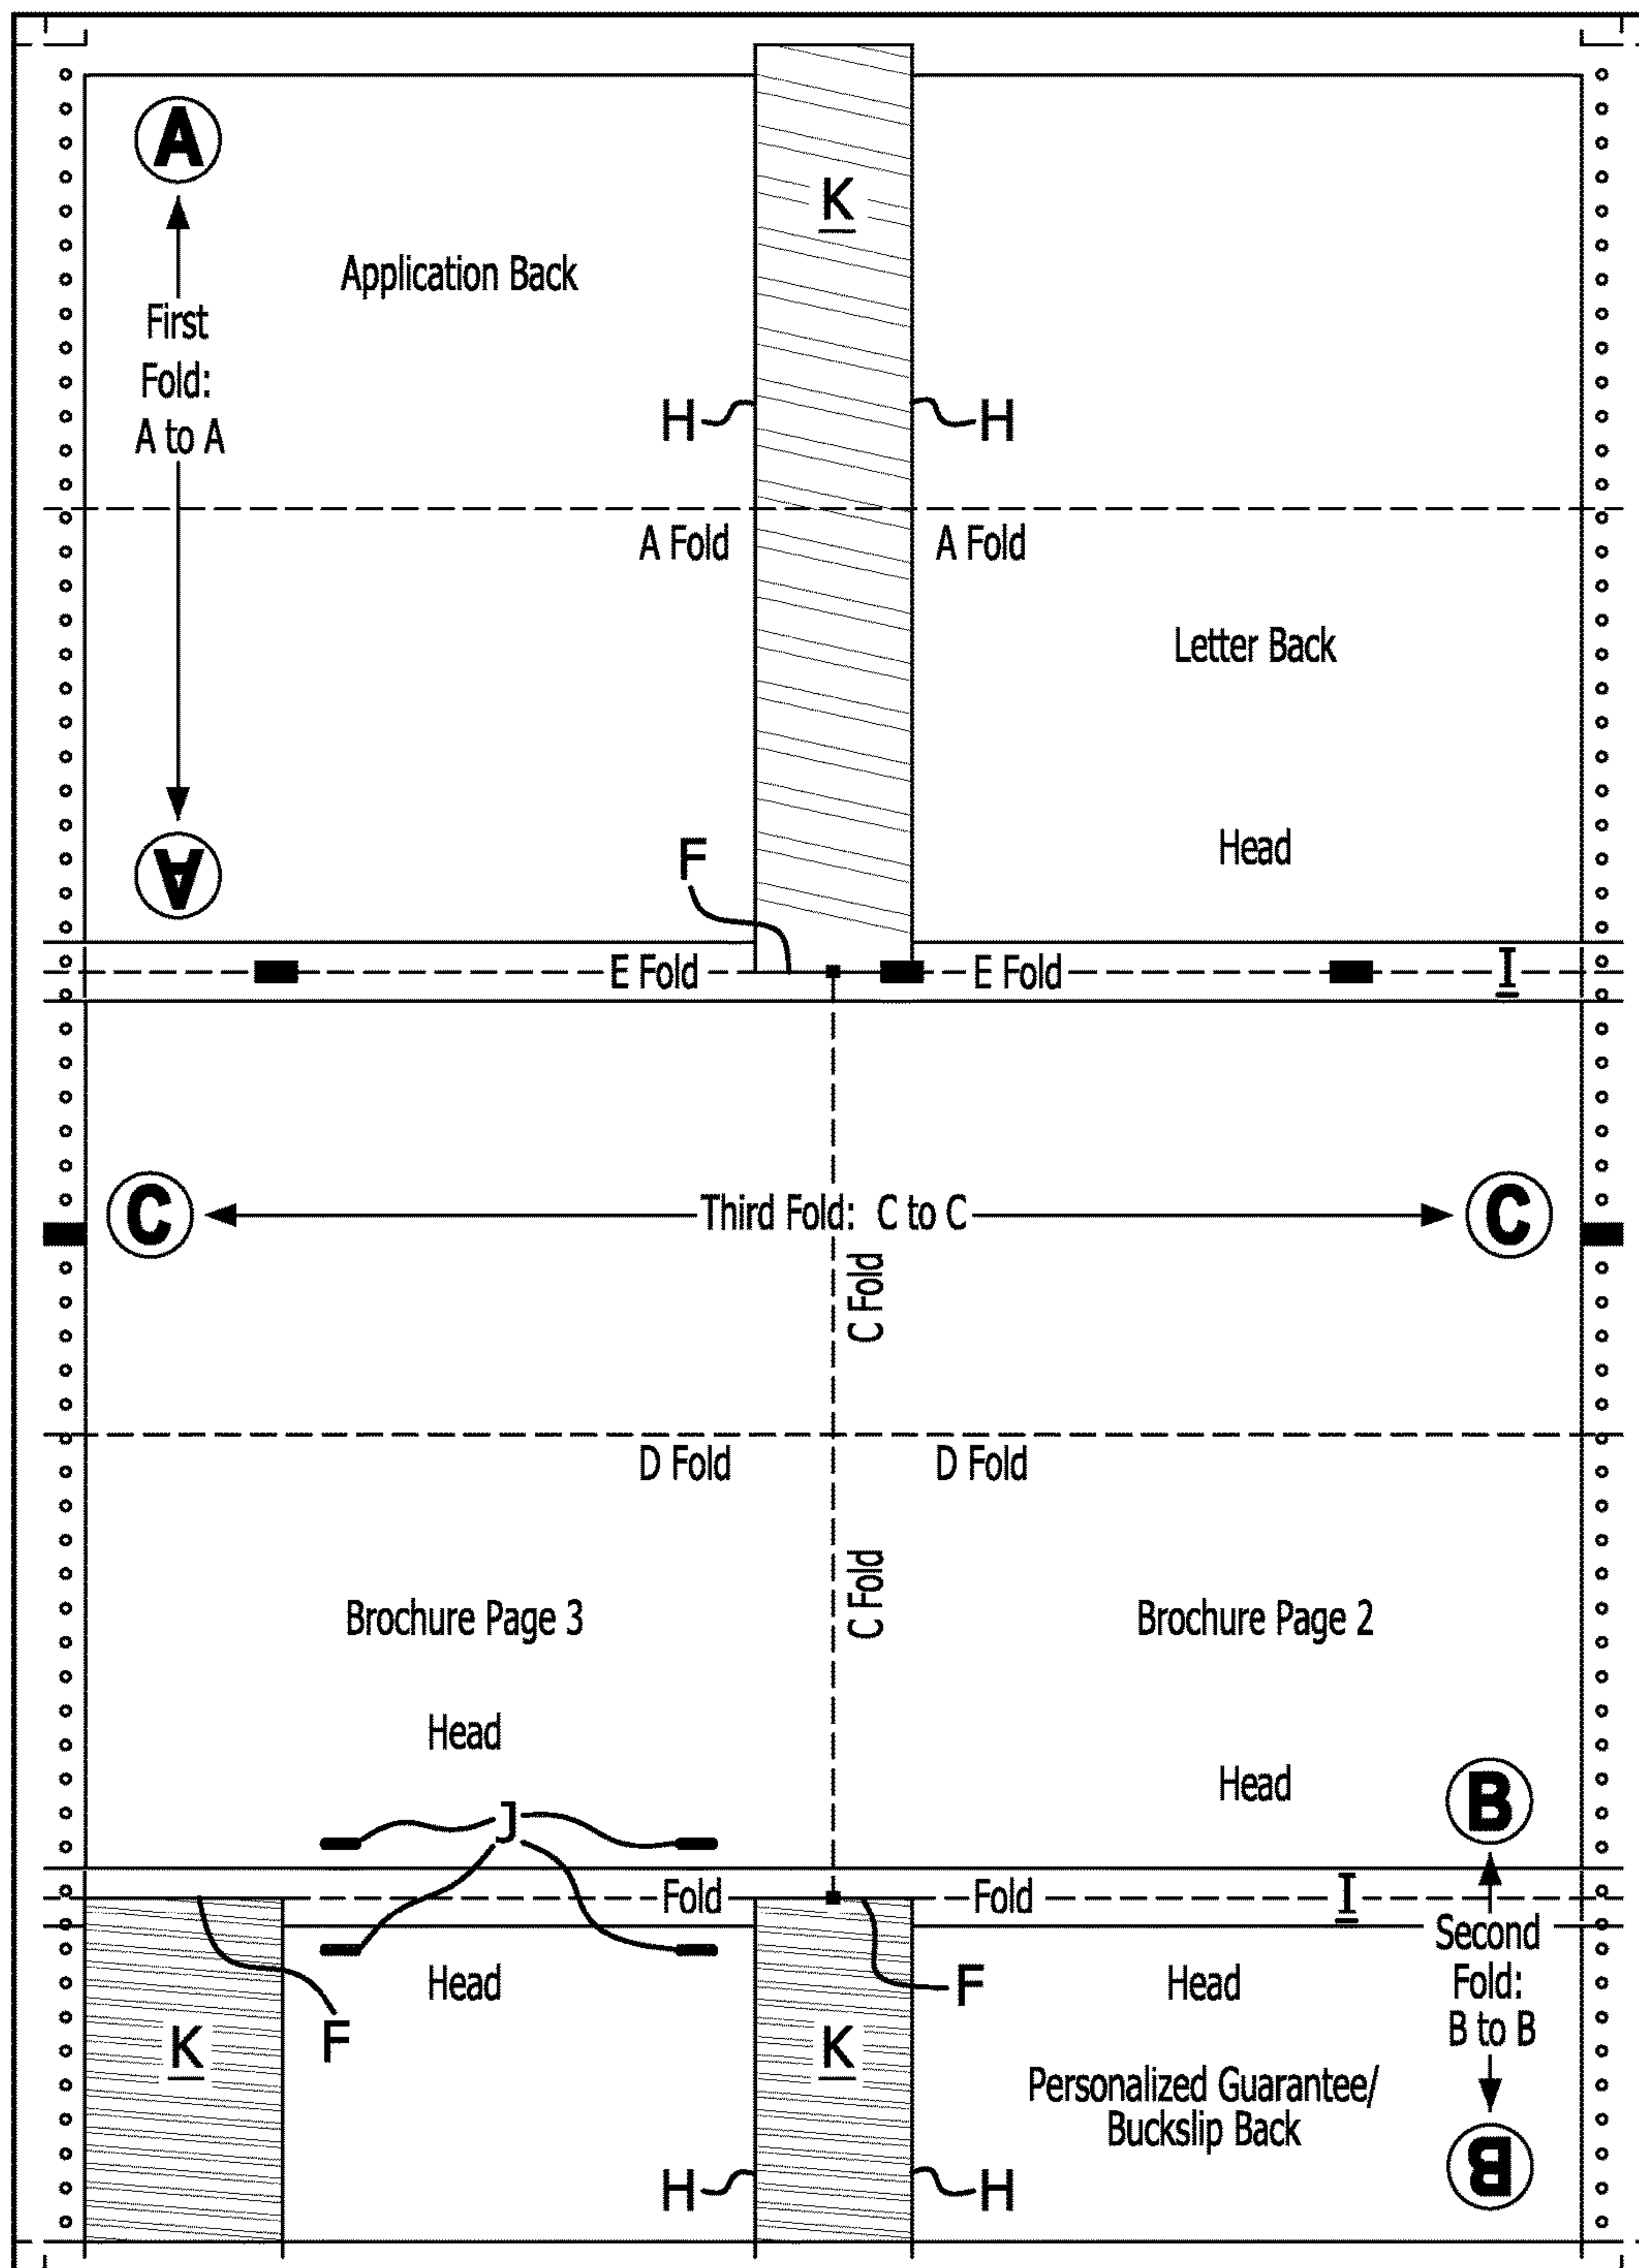 A
K
Application Back
First
Fold:
A to A
H
H
A Fold
A Fold
Letter Back
F
Head
A
E Fold
E Fold
I
C
Third Fold: C to C
C
C Fold
D Fold
D Fold
C Fold
Brochure Page 3
Brochure Page 2
Head
Head
B
J
Fold
Fold
I
Second
Fold:
B to B
Head
Head
F
F
K
K
Personalized Guarantee/
Buckslip Back
B
H
H